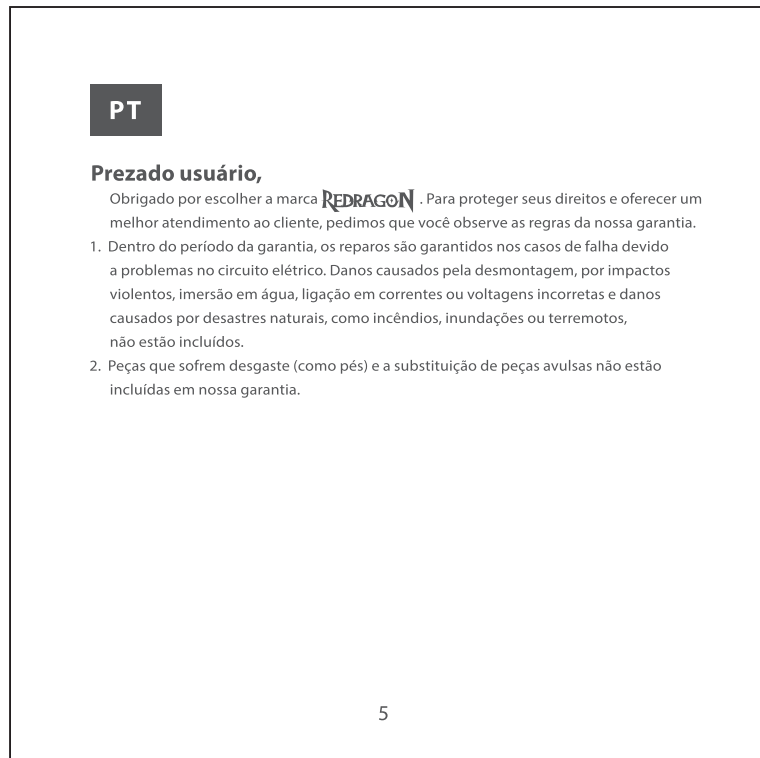 PT
Prezado usuário,
Obrigado por escolher a marca REDRAGON . Para proteger seus direitos e oferecer um
melhor atendimento ao cliente, pedimos que você observe as regras da nossa garantia.
1. Dentro do período da garantia, os reparos são garantidos nos casos de falha devido
a problemas no circuito elétrico. Danos causados pela desmontagem, por impactos
violentos, imersão em água, ligação em correntes ou voltagens incorretas e danos
causados por desastres naturais, como incêndios, inundações ou terremotos,
não estão incluídos.
2. Peças que sofrem desgaste (como pés) e a substituição de peças avulsas não estão
incluídas em nossa garantia.
5